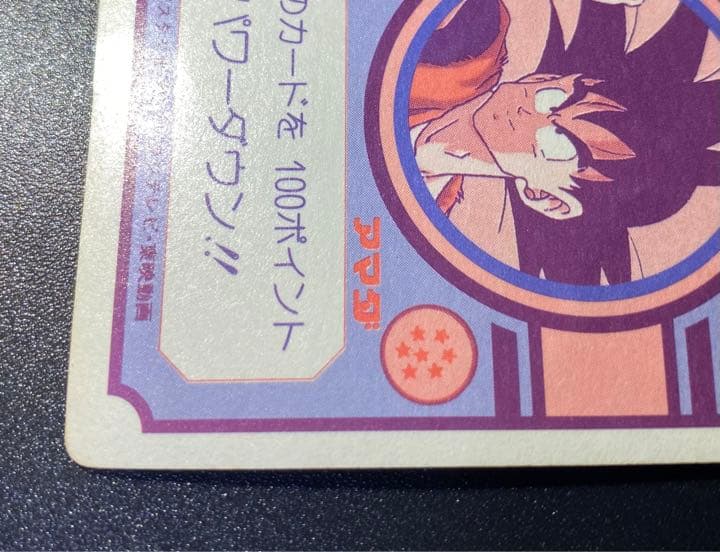 のカードを 100ポイント
パワーダウン!!
アマダ
テレビ・東映動画